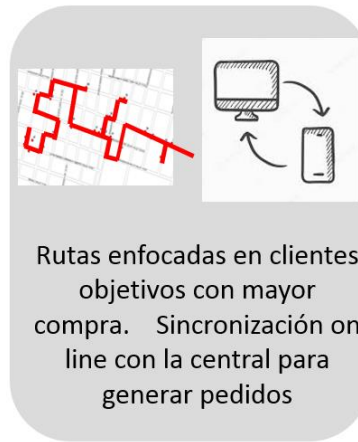 Rutas enfocadas en clientes
objetivos con mayor
compra. Sincronización on
line con la central para
generar pedidos